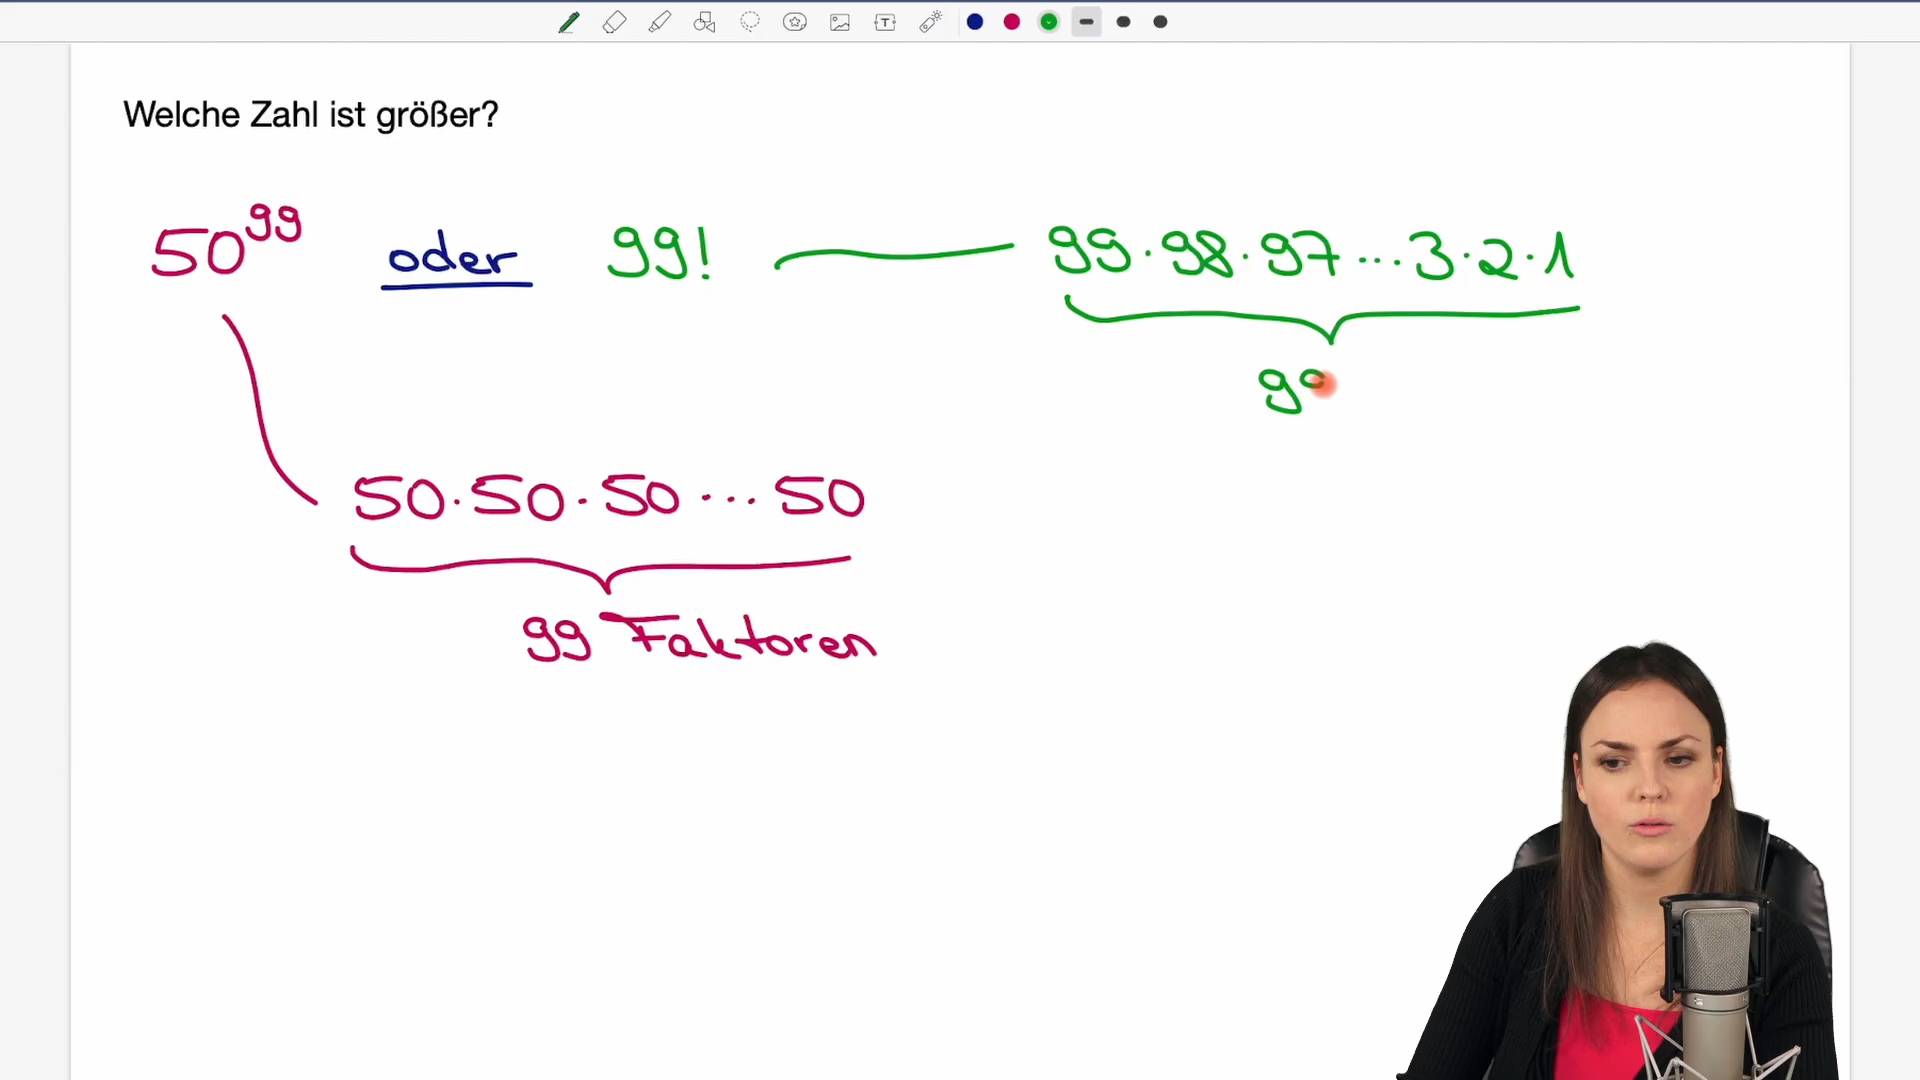 Welche Zahl ist größer?
50^99 oder 99! 99·98·97...3·2·1
99
50·50·50...50
99 Faktoren